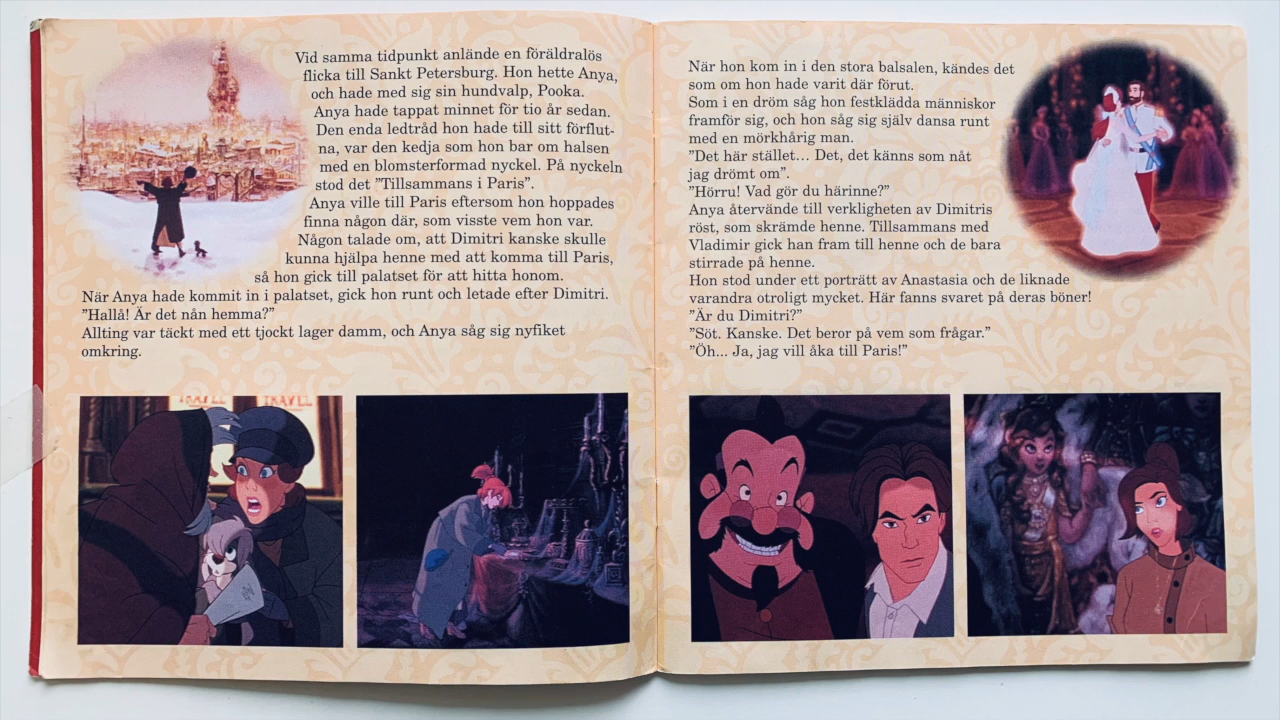 Vid samma tidpunkt anlände en föräldralös
flicka till Sankt Petersburg. Hon hette Anya,
och hade med sig sin hundvalp, Pooka.
Anya hade tappat minnet för tio år sedan.
Den enda ledtråd hon hade till sitt förflut-
na, var den kedja som hon bar om halsen
med en blomsterformad nyckel. På nyckeln
stod det ”Tillsammans i Paris”.
Anya ville till Paris eftersom hon hoppades
finna någon där, som visste vem hon var.
Någon talade om, att Dimitri kanske skulle
kunna hjälpa henne med att komma till Paris,
så hon gick till palatset för att hitta honom.
När Anya hade kommit in i palatset, gick hon runt och letade efter Dimitri.
”Hallå! Är det nån hemma?”
Allting var täckt med ett tjockt lager damm, och Anya såg sig nyfiket
omkring.
TRAVEL
TRAVEL
När hon kom in i den stora balsalen, kändes det
som om hon hade varit där förut.
Som i en dröm såg hon festklädda människor
framför sig, och hon såg sig själv dansa runt
med en mörkhårig man.
”Det här stället… Det, det känns som nåt
jag drömt om”.
”Hörru! Vad gör du härinne?”
Anya återvände till verkligheten av Dimitris
röst, som skrämde henne. Tillsammans med
Vladimir gick han fram till henne och de bara
stirrade på henne.
Hon stod under ett porträtt av Anastasia och de liknade
varandra otroligt mycket. Här fanns svaret på deras böner!
”Är du Dimitri?”
”Söt. Kanske. Det beror på vem som frågar.”
”Öh... Ja, jag vill åka till Paris!”